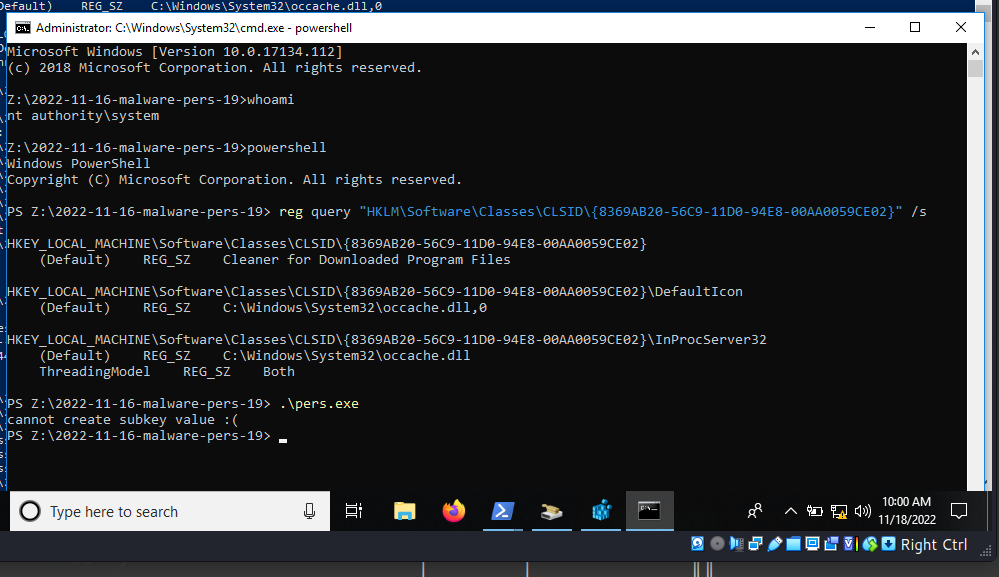 Default)    REG_SZ    C:\Windows\System32\occache.dll,0
Administrator: C:\Windows\System32\cmd.exe - powershell
Microsoft Windows [Version 10.0.17134.112]
(c) 2018 Microsoft Corporation. All rights reserved.
Z:\2022-11-16-malware-pers-19>whoami
nt authority\system
Z:\2022-11-16-malware-pers-19>powershell
Windows PowerShell
Copyright (C) Microsoft Corporation. All rights reserved.
PS Z:\2022-11-16-malware-pers-19> reg query "HKLM\Software\Classes\CLSID\{8369AB20-56C9-11D0-94E8-00AA0059CE02}" /s
HKEY_LOCAL_MACHINE\Software\Classes\CLSID\{8369AB20-56C9-11D0-94E8-00AA0059CE02}
(Default)    REG_SZ    Cleaner for Downloaded Program Files
HKEY_LOCAL_MACHINE\Software\Classes\CLSID\{8369AB20-56C9-11D0-94E8-00AA0059CE02}\DefaultIcon
(Default)    REG_SZ    C:\Windows\System32\occache.dll,0
HKEY_LOCAL_MACHINE\Software\Classes\CLSID\{8369AB20-56C9-11D0-94E8-00AA0059CE02}\InProcServer32
(Default)    REG_SZ    C:\Windows\System32\occache.dll
ThreadingModel    REG_SZ    Both
PS Z:\2022-11-16-malware-pers-19> .\pers.exe
cannot create subkey value :(
PS Z:\2022-11-16-malware-pers-19>
Type here to search
10:00 AM
11/18/2022
Right Ctrl